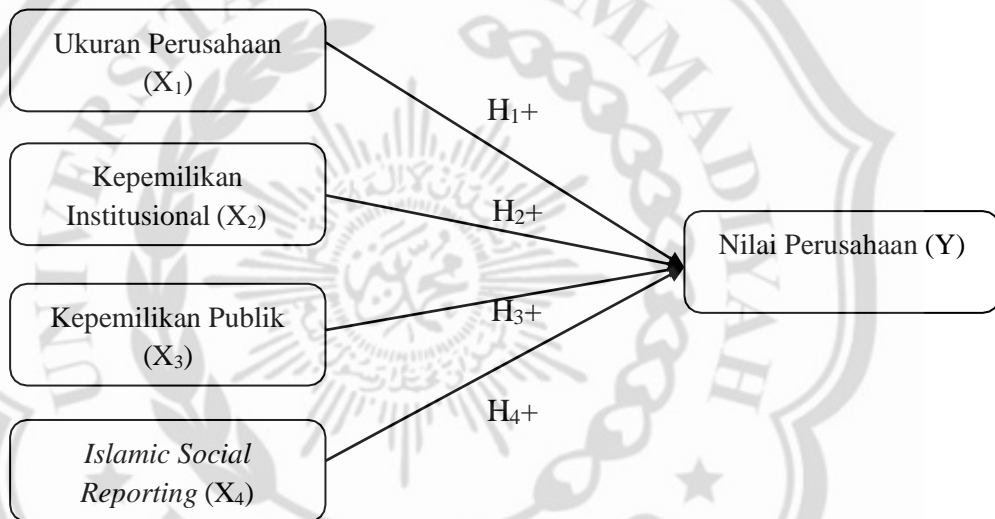 Ukuran Perusahaan
(X₁)
H₁+
Kepemilikan
Institusional (X₂)
H₂+
Nilai Perusahaan (Y)
Kepemilikan Publik
(X₃)
H₃+
Islamic Social
Reporting (X₄)
H₄+